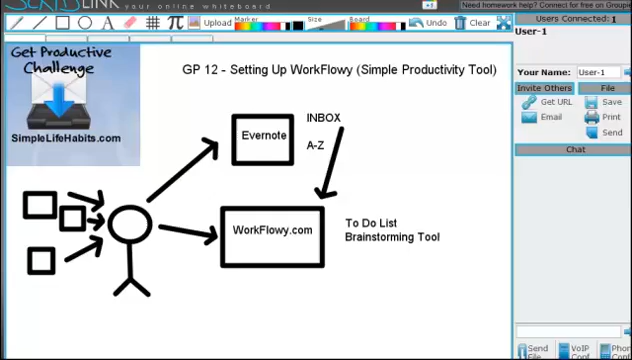 SCRIBLINK
your online whiteboard
Need homework help? Connect for free on Groupie
Upload
Marker
Size
Board
Undo
Clear
Users Connected: 1
User-1
Your Name: User-1
Invite Others
File
Get URL
Save
Email
Print
Send
Chat
Get Productive
Challenge
SimpleLifeHabits.com
GP 12 - Setting Up WorkFlowy (Simple Productivity Tool)
Evernote
INBOX
A-Z
WorkFlowy.com
To Do List
Brainstorming Tool
Send
File
VoIP
Conf